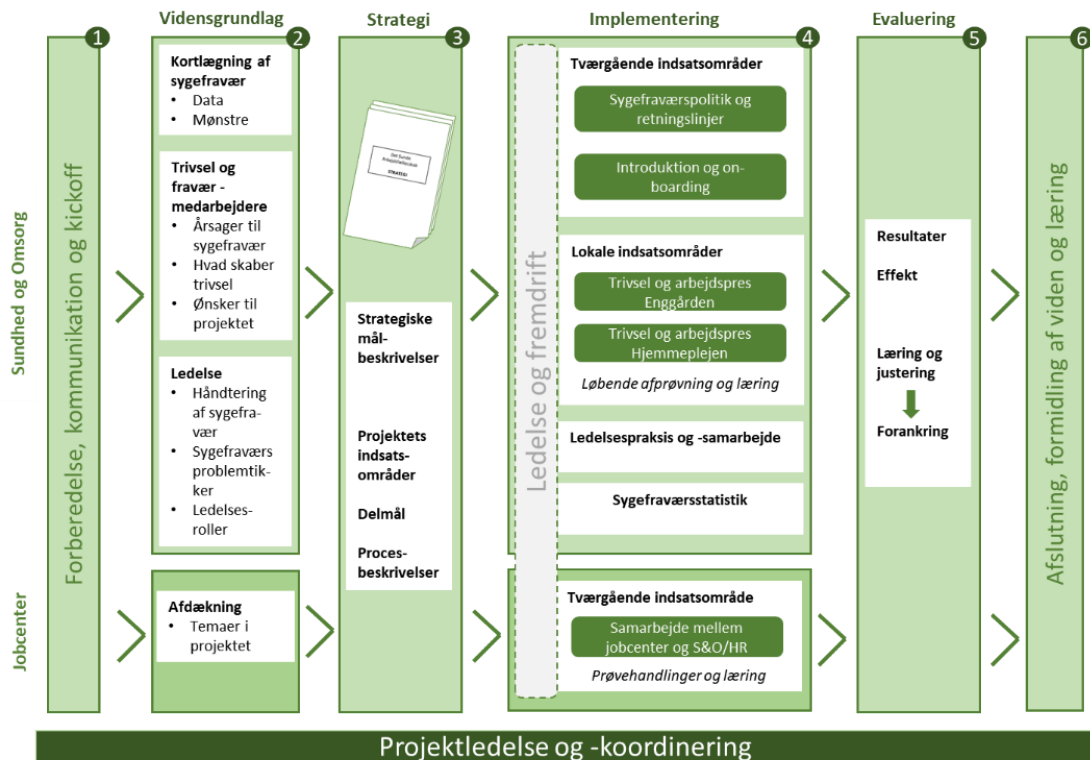 Vidensgrundlag
Strategi
Implementering
Evaluering
Sundhed og Omsorg
Jobcenter
1
Forberedelse, kommunikation og kickoff
2
Kortlægning af
sygefravær
• Data
• Mønstre
Trivsel og
fravær -
medarbejdere
• Årsager til
sygefravær
• Hvad skaber
trivsel
• Ønsker til
projektet
Ledelse
• Håndtering
af sygefra-
vær
• Sygefraværs
problemtik-
ker
• Ledelses-
roller
Afdækning
• Temaer i
projektet
3
Det Sunde
Arbejdsfællesskab
STRATEGI
Strategiske
mål-
beskrivelser
Projektets
indsats-
områder
Delmål
Proces-
beskrivelser
4
Ledelse og fremdrift
Tværgående indsatsområder
Sygefraværspolitik og
retningslinjer
Introduktion og on-
boarding
Lokale indsatsområder
Trivsel og arbejdspres
Enggården
Trivsel og arbejdspres
Hjemmeplejen
Løbende afprøvning og læring
Ledelsespraksis og -samarbejde
Sygefraværsstatistik
Tværgående indsatsområde
Samarbejde mellem
jobcenter og S&O/HR
Prøvehandlinger og læring
5
Resultater
Effekt
Læring og
justering
Forankring
6
Afslutning, formidling af viden og læring
Projektledelse og -koordinering